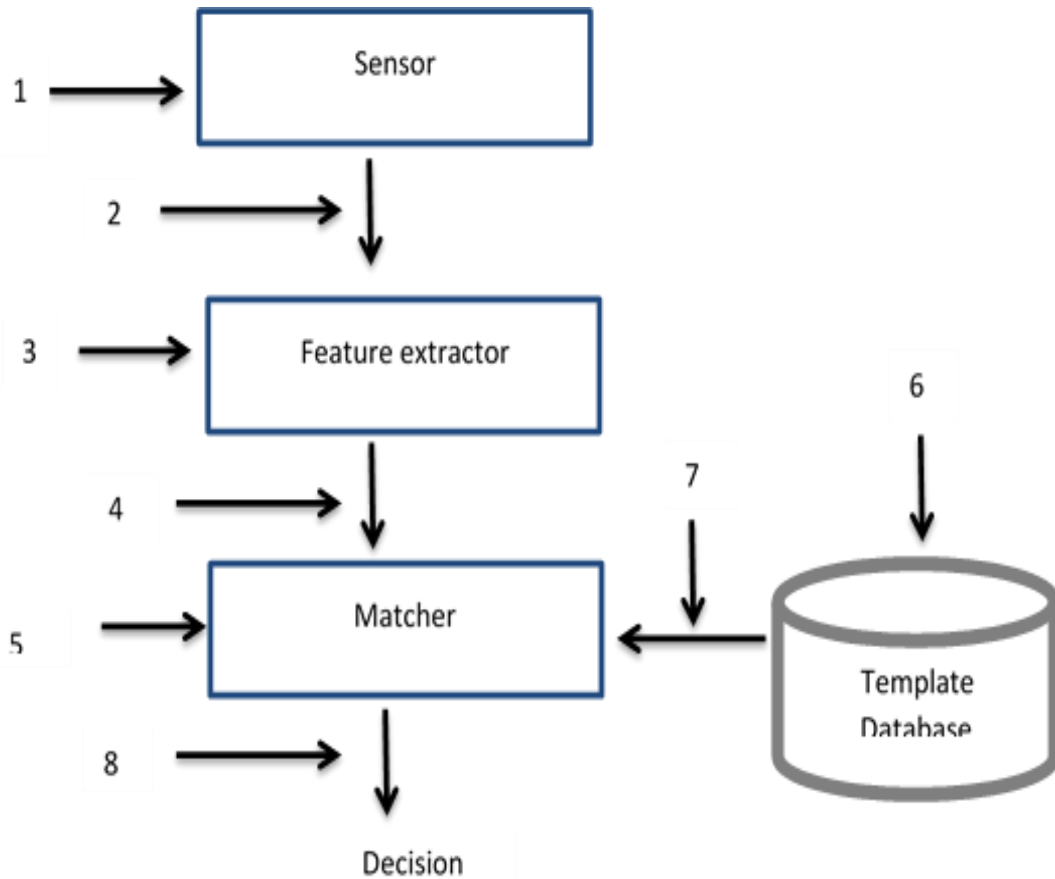 Sensor
1
2
Feature extractor
3
6
7
4
Matcher
5
Template
Database
8
Decision